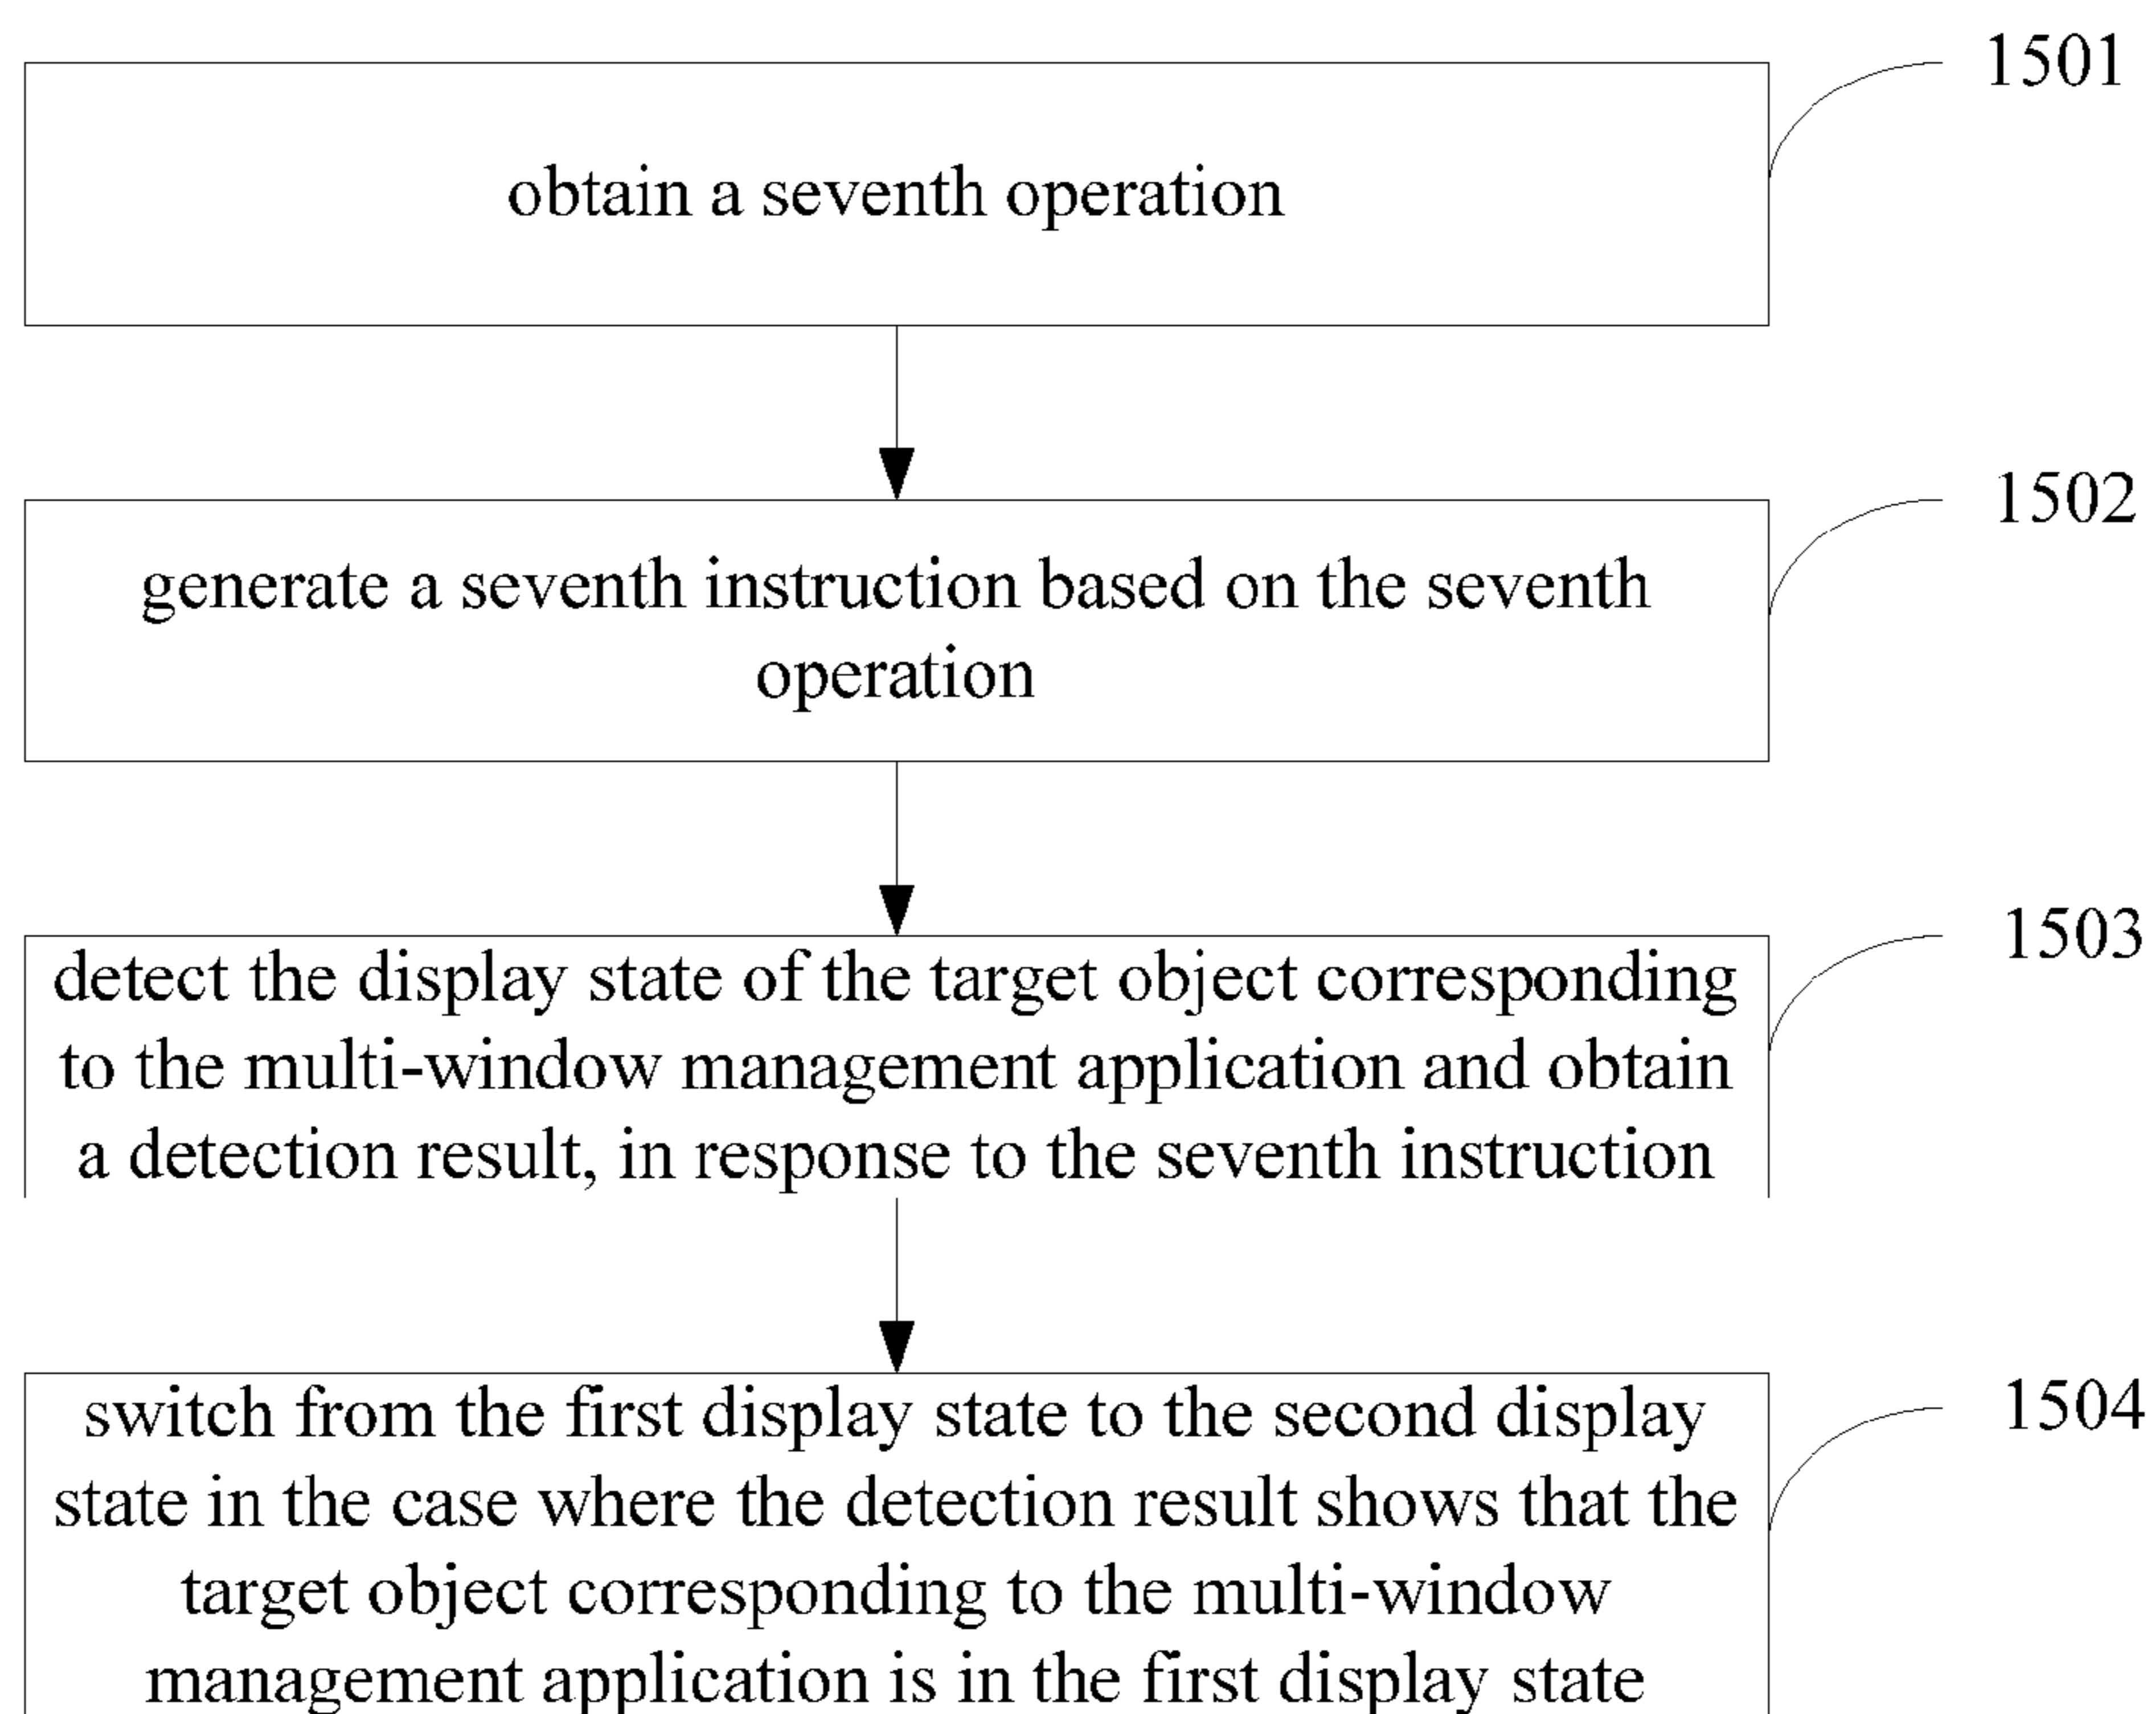 1501
obtain a seventh operation
1502
generate a seventh instruction based on the seventh
operation
1503
detect the display state of the target object corresponding
to the multi-window management application and obtain
a detection result, in response to the seventh instruction
1504
switch from the first display state to the second display
state in the case where the detection result shows that the
target object corresponding to the multi-window
management application is in the first display state